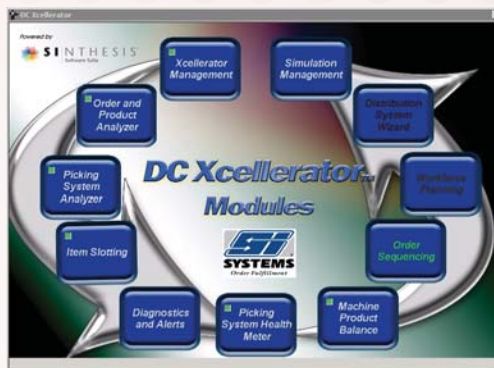 DC Xcellerator
Powered by
SINTHESIS
Software Suite
Xcellerator
Management
Simulation
Management
Order and
Product
Analyzer
Distribution
System
Wizard
Picking
System
Analyzer
DC Xcellerator™
Modules
Workforce
Planning
Item Slotting
Si
SYSTEMS
Order Fulfillment
Order
Sequencing
Diagnostics
and Alerts
Picking
System Health
Meter
Machine
Product
Balance